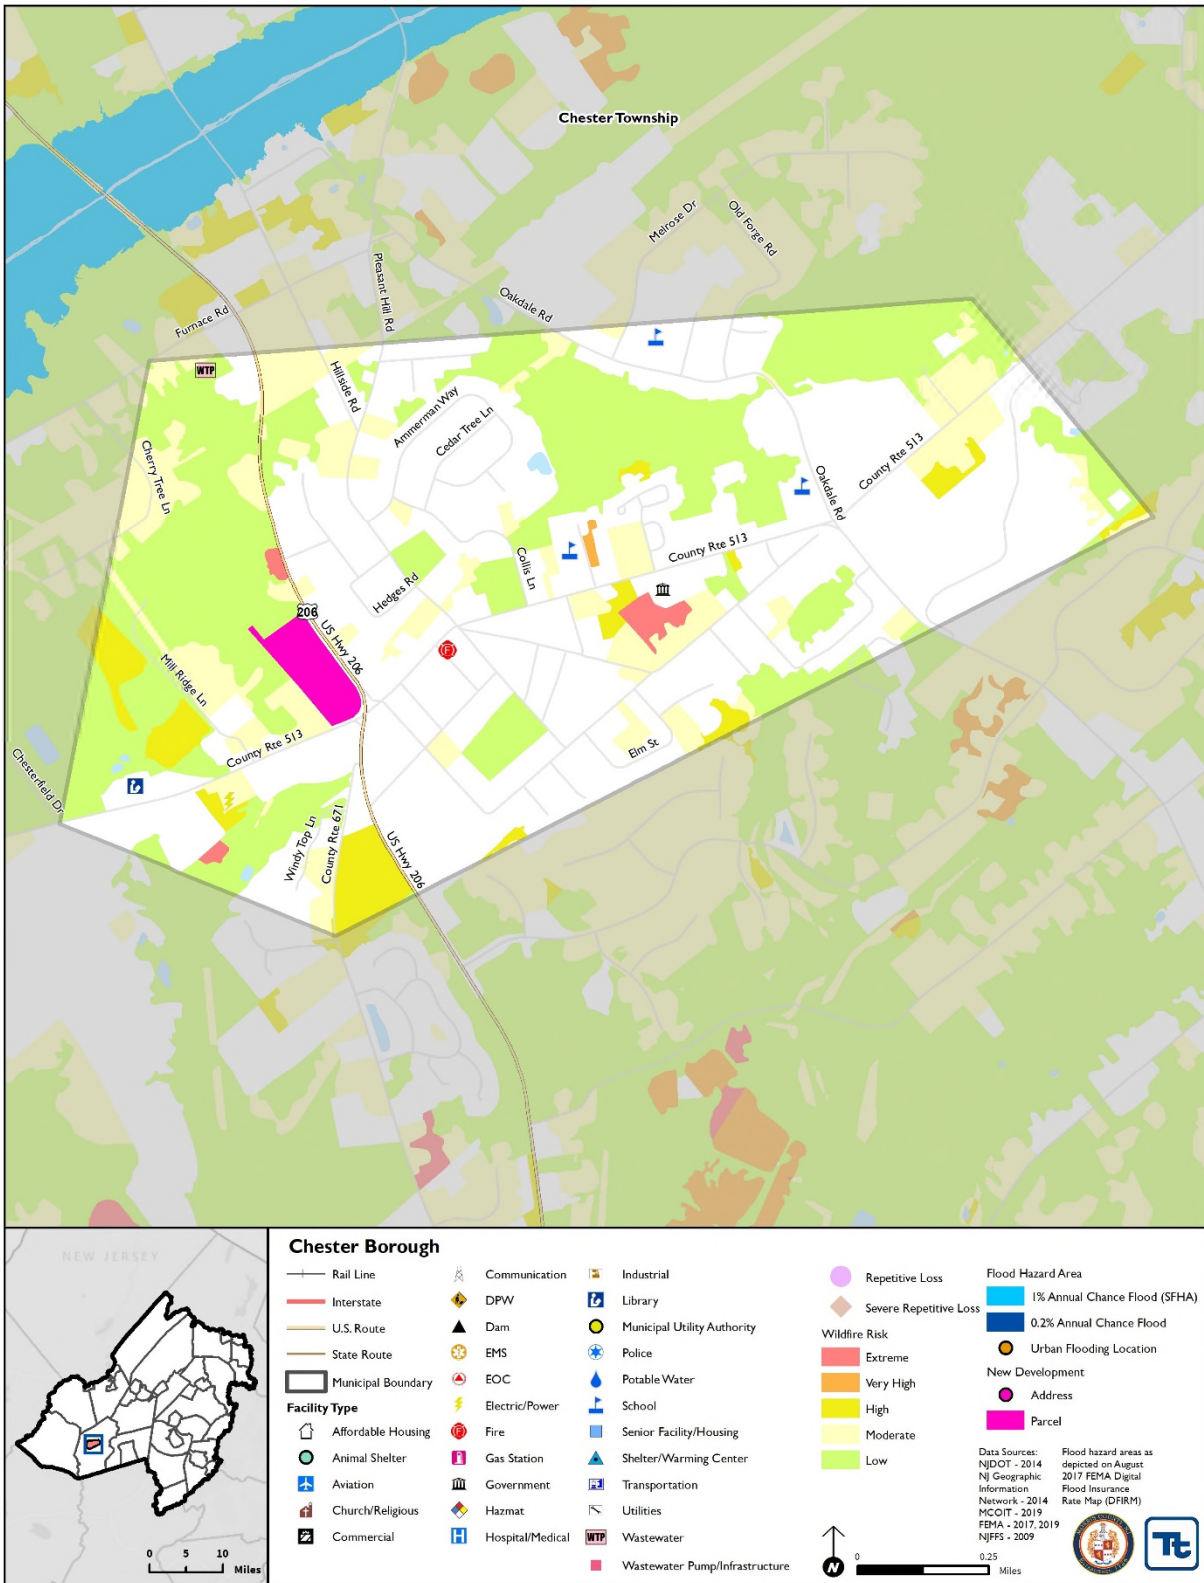 Chester Township
Melrose Dr
Old Forge Rd
Pleasant Hill Rd
Oakdale Rd
Furnace Rd
WTP
Hillside Rd
Ammerman Way
Cedar Tree Ln
Cherry Tree Ln
County Rte 513
Oakdale Rd
County Rte 513
Collis Ln
Hedges Rd
206
US Hwy 206
Mill Ridge Ln
County Rte 513
Elm St
Chesterfield Dr
Windy Top Ln
County Rte 671
US Hwy 206
F
NEW JERSEY
0 5 10
Miles
Chester Borough
Rail Line
Interstate
U.S. Route
State Route
Municipal Boundary
Facility Type
Affordable Housing
Animal Shelter
Aviation
Church/Religious
Commercial
Communication
DPW
Dam
EMS
EOC
Electric/Power
Fire
Gas Station
Government
Hazmat
Hospital/Medical
Industrial
Library
Municipal Utility Authority
Police
Potable Water
School
Senior Facility/Housing
Shelter/Warming Center
Transportation
Utilities
WTP Wastewater
Wastewater Pump/Infrastructure
Repetitive Loss
Severe Repetitive Loss
Wildfire Risk
Extreme
Very High
High
Moderate
Low
Flood Hazard Area
1% Annual Chance Flood (SFHA)
0.2% Annual Chance Flood
Urban Flooding Location
New Development
Address
Parcel
Data Sources:
NJDOT - 2014
NJ Geographic
Information
Network - 2014
MCOIT - 2019
FEMA - 2017, 2019
NJFFS - 2009
Flood hazard areas as
depicted on August
2017 FEMA Digital
Flood Insurance
Rate Map (DFIRM)
N
0 0.25
Miles
Tt